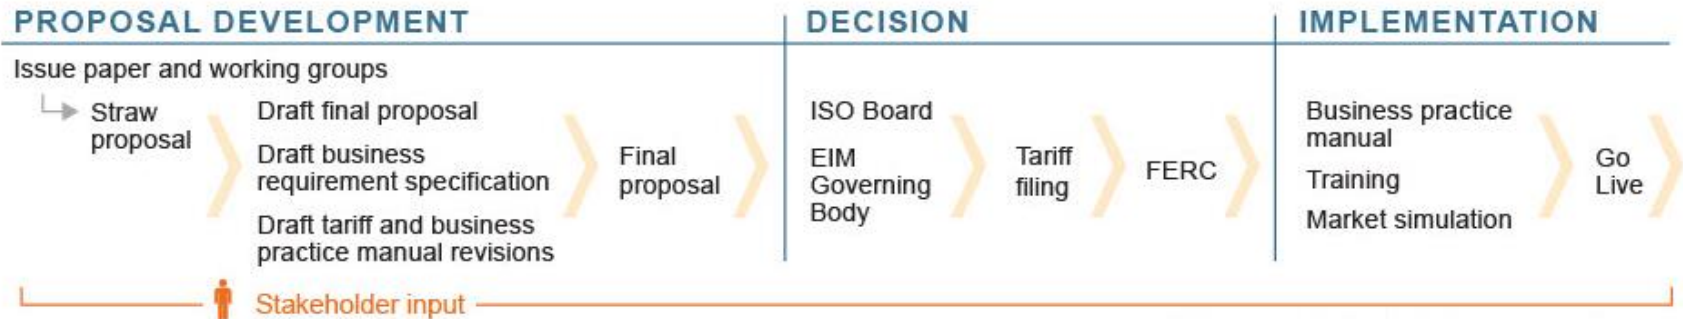 PROPOSAL DEVELOPMENT
DECISION
IMPLEMENTATION
Issue paper and working groups
Straw
proposal
Draft final proposal
Draft business
requirement specification
Draft tariff and business
practice manual revisions
Final
proposal
ISO Board
EIM
Governing
Body
Tariff
filing
FERC
Business practice
manual
Training
Market simulation
Go
Live
Stakeholder input